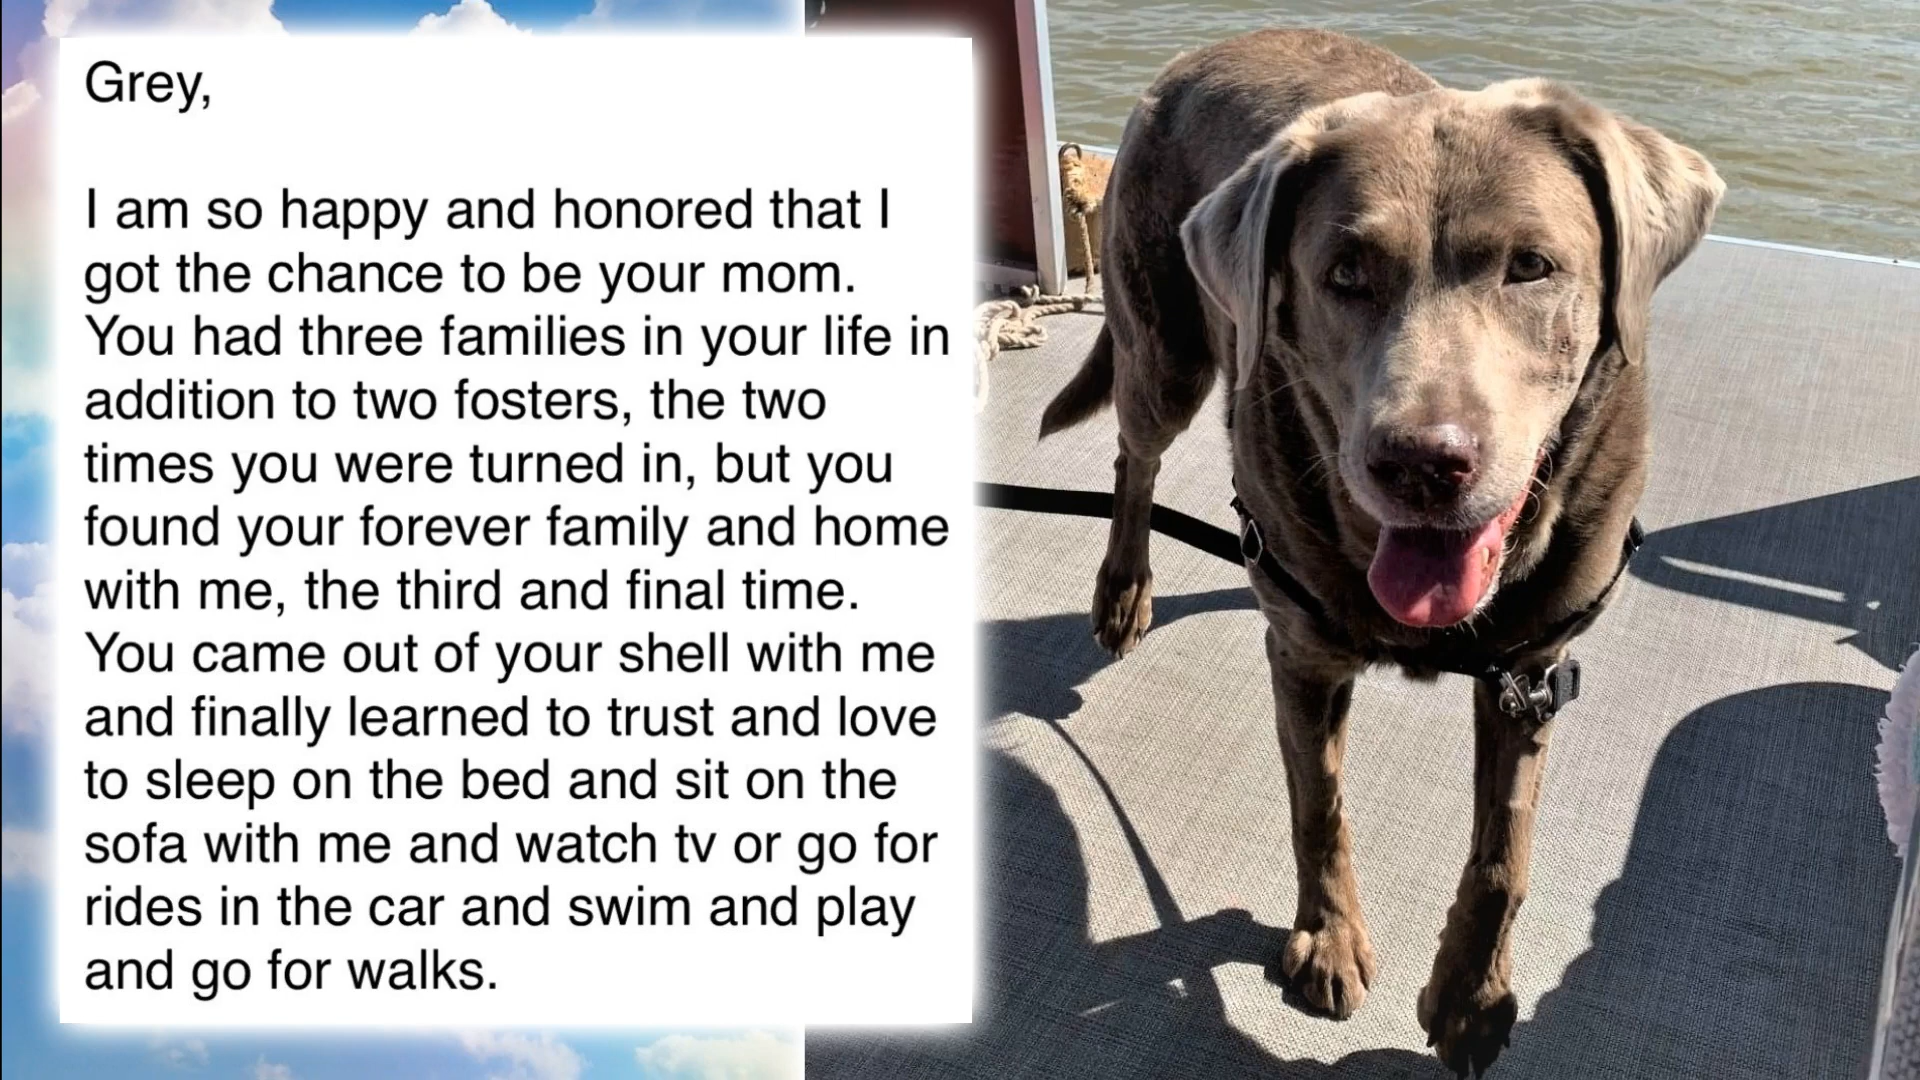 Grey,
I am so happy and honored that I
got the chance to be your mom.
You had three families in your life in
addition to two fosters, the two
times you were turned in, but you
found your forever family and home
with me, the third and final time.
You came out of your shell with me
and finally learned to trust and love
to sleep on the bed and sit on the
sofa with me and watch tv or go for
rides in the car and swim and play
and go for walks.